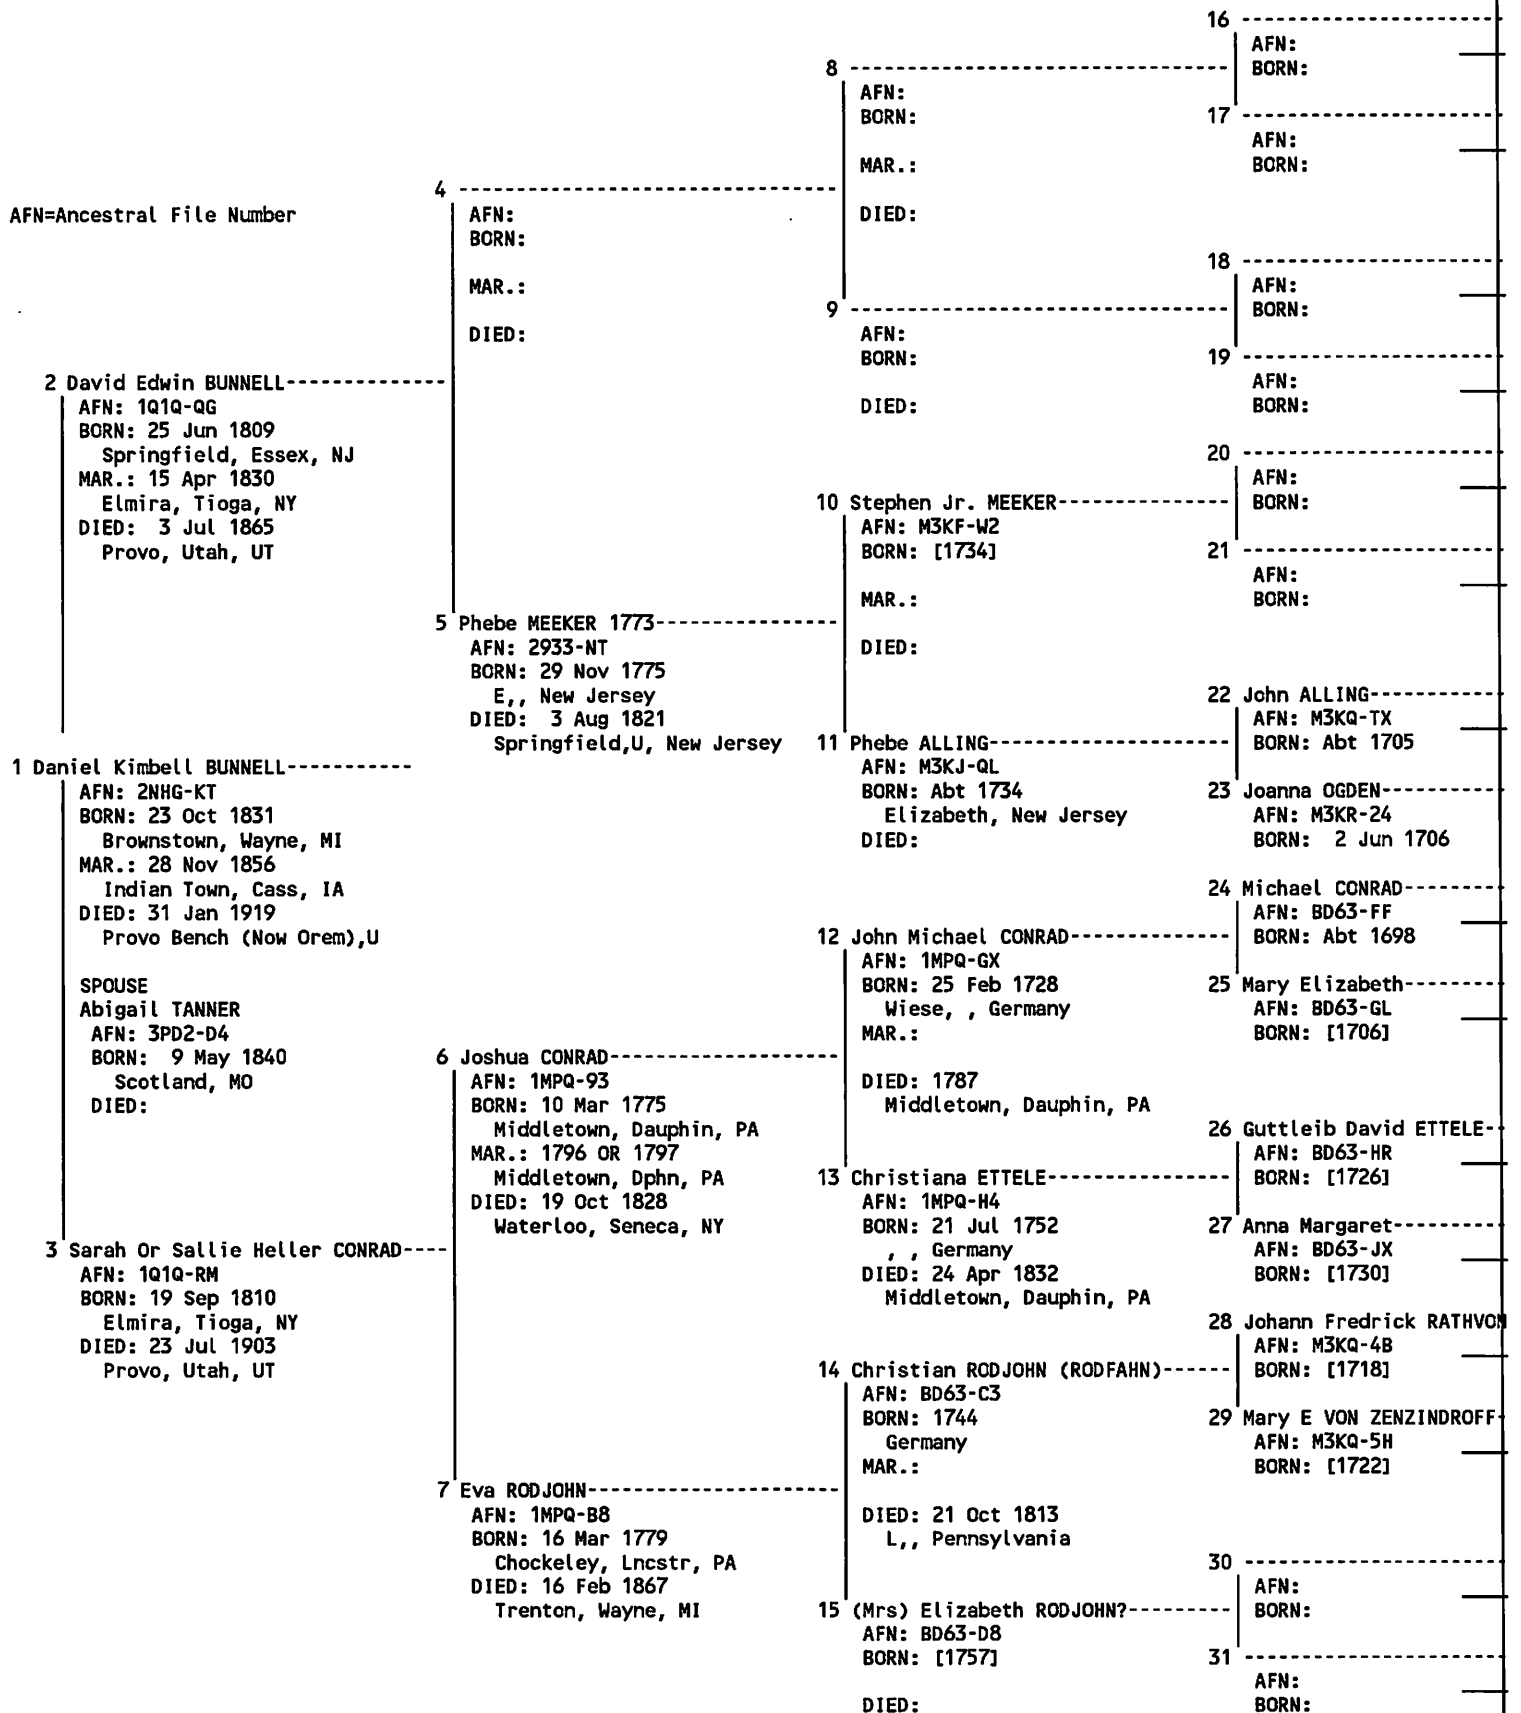 AFN=Ancestral File Number
1 Daniel Kimbell BUNNELL-----------
AFN: 2NHG-KT
BORN: 23 Oct 1831
Brownstown, Wayne, MI
MAR.: 28 Nov 1856
Indian Town, Cass, IA
DIED: 31 Jan 1919
Provo Bench (Now Orem),U
SPOUSE
Abigail TANNER
AFN: 3PD2-D4
BORN: 9 May 1840
Scotland, MO
DIED:
2 David Edwin BUNNELL--------------
AFN: 1Q1Q-QG
BORN: 25 Jun 1809
Springfield, Essex, NJ
MAR.: 15 Apr 1830
Elmira, Tioga, NY
DIED: 3 Jul 1865
Provo, Utah, UT
3 Sarah Or Sallie Heller CONRAD----
AFN: 1Q1Q-RM
BORN: 19 Sep 1810
Elmira, Tioga, NY
DIED: 23 Jul 1903
Provo, Utah, UT
4 --------------------------------
AFN:
BORN:
MAR.:
DIED:
5 Phebe MEEKER 1773---------------
AFN: 2933-NT
BORN: 29 Nov 1775
E,, New Jersey
DIED: 3 Aug 1821
Springfield,U, New Jersey
6 Joshua CONRAD-------------------
AFN: 1MPQ-93
BORN: 10 Mar 1775
Middletown, Dauphin, PA
MAR.: 1796 OR 1797
Middletown, Dphn, PA
DIED: 19 Oct 1828
Waterloo, Seneca, NY
7 Eva RODJOHN---------------------
AFN: 1MPQ-B8
BORN: 16 Mar 1779
Chockeley, Lncstr, PA
DIED: 16 Feb 1867
Trenton, Wayne, MI
8 --------------------------------
AFN:
BORN:
MAR.:
DIED:
9 --------------------------------
AFN:
BORN:
DIED:
10 Stephen Jr. MEEKER--------------
AFN: M3KF-W2
BORN: [1734]
MAR.:
DIED:
11 Phebe ALLING--------------------
AFN: M3KJ-QL
BORN: Abt 1734
Elizabeth, New Jersey
DIED:
12 John Michael CONRAD-------------
AFN: 1MPQ-GX
BORN: 25 Feb 1728
Wiese, , Germany
MAR.:
DIED: 1787
Middletown, Dauphin, PA
13 Christiana ETTELE---------------
AFN: 1MPQ-H4
BORN: 21 Jul 1752
, , Germany
DIED: 24 Apr 1832
Middletown, Dauphin, PA
14 Christian RODJOHN (RODFAHN)------
AFN: BD63-C3
BORN: 1744
Germany
MAR.:
DIED: 21 Oct 1813
L,, Pennsylvania
15 (Mrs) Elizabeth RODJOHN?---------
AFN: BD63-D8
BORN: [1757]
DIED:
16 ----------------------
AFN:
BORN:
17 ----------------------
AFN:
BORN:
18 ----------------------
AFN:
BORN:
19 ----------------------
AFN:
BORN:
20 ----------------------
AFN:
BORN:
21 ----------------------
AFN:
BORN:
22 John ALLING-----------
AFN: M3KQ-TX
BORN: Abt 1705
23 Joanna OGDEN----------
AFN: M3KR-24
BORN: 2 Jun 1706
24 Michael CONRAD--------
AFN: BD63-FF
BORN: Abt 1698
25 Mary Elizabeth--------
AFN: BD63-GL
BORN: [1706]
26 Guttleib David ETTELE--
AFN: BD63-HR
BORN: [1726]
27 Anna Margaret---------
AFN: BD63-JX
BORN: [1730]
28 Johann Fredrick RATHVON
AFN: M3KQ-4B
BORN: [1718]
29 Mary E VON ZENZINDROFF-
AFN: M3KQ-5H
BORN: [1722]
30 ----------------------
AFN:
BORN:
31 ----------------------
AFN:
BORN: